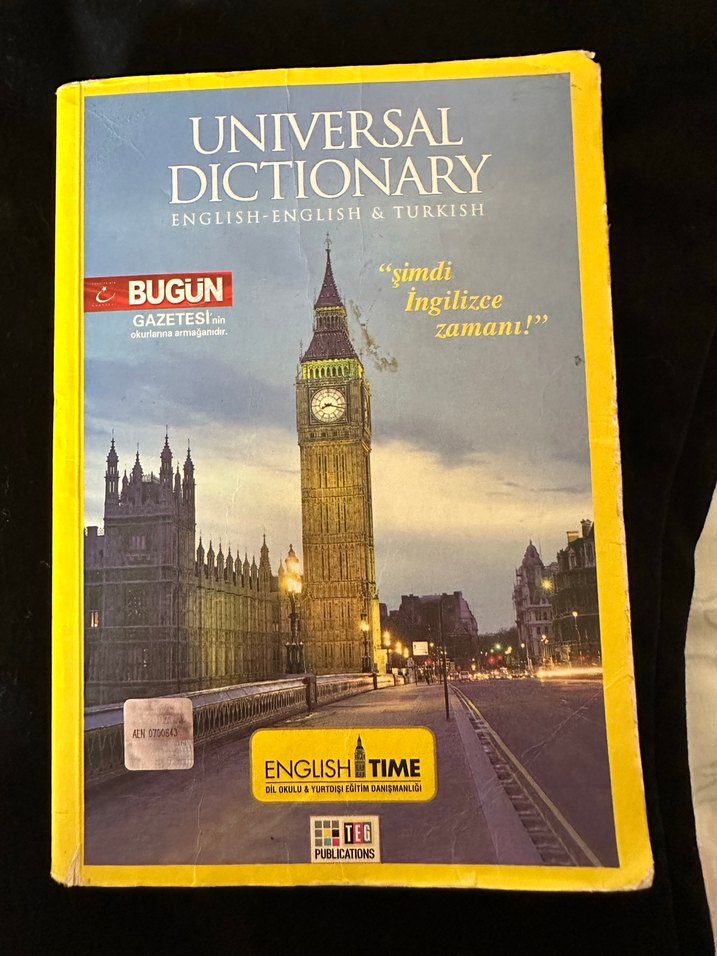 UNIVERSAL
DICTIONARY
ENGLISH-ENGLISH & TURKISH
"şimdi
İngilizce
zamanı!"
BUGÜN
GAZETESİ'nin
okurlarına armağanıdır.
AEN 0700643
ENGLISH TIME
DİL OKULU & YURTDIŞI EĞİTİM DANIŞMANLIĞI
TEG
PUBLICATIONS